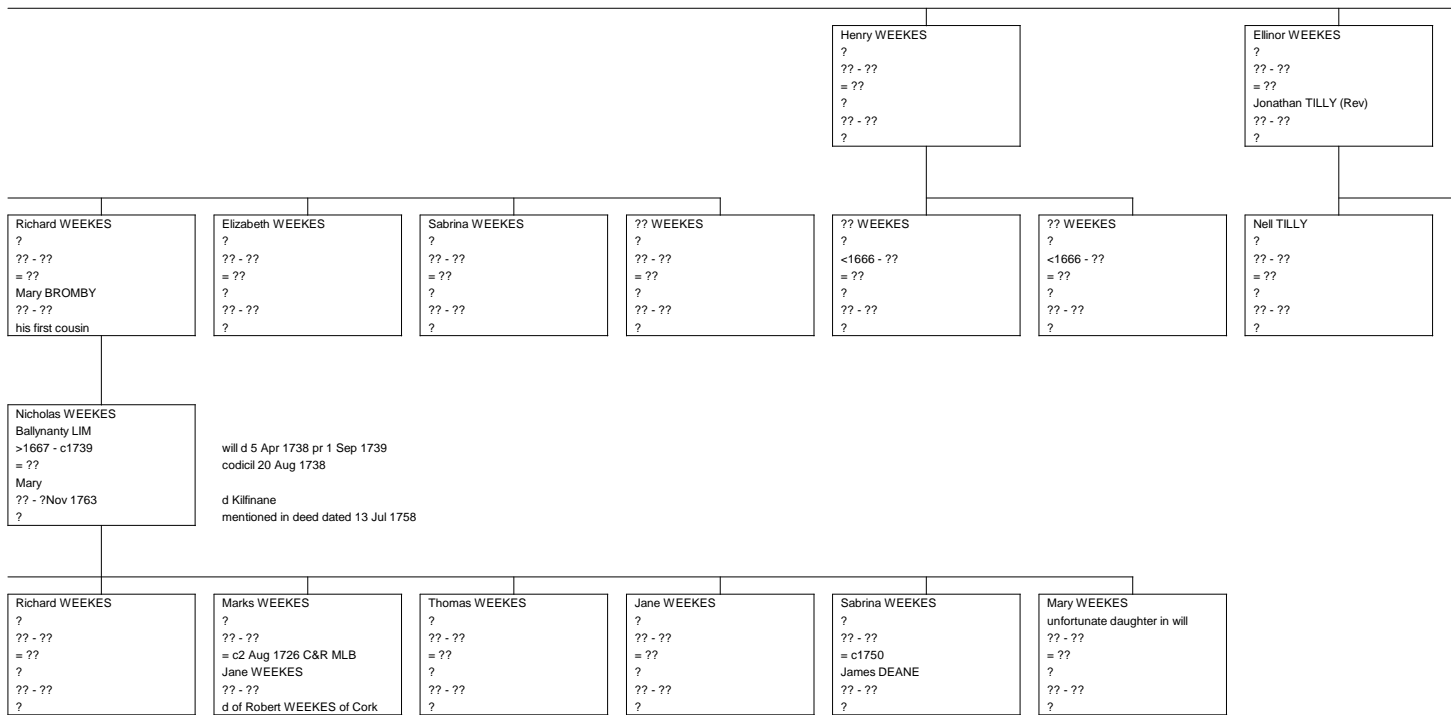 Henry WEEKES
?
?? - ??
= ??
?
?? - ??
?
Ellinor WEEKES
?
?? - ??
= ??
Jonathan TILLY (Rev)
?? - ??
?
Richard WEEKES
?
?? - ??
= ??
Mary BROMBY
?? - ??
his first cousin
Elizabeth WEEKES
?
?? - ??
= ??
?
?? - ??
?
Sabrina WEEKES
?
?? - ??
= ??
?
?? - ??
?
?? WEEKES
?
?? - ??
= ??
?
?? - ??
?
?? WEEKES
?
<1666 - ??
= ??
?
?? - ??
?
?? WEEKES
?
<1666 - ??
= ??
?
?? - ??
?
Nell TILLY
?
?? - ??
= ??
?
?? - ??
?
Nicholas WEEKES
Ballynanty LIM
>1667 - c1739
= ??
Mary
?? - ?Nov 1763
?
will d 5 Apr 1738 pr 1 Sep 1739
codicil 20 Aug 1738
d Kilfinane
mentioned in deed dated 13 Jul 1758
Richard WEEKES
?
?? - ??
= ??
?
?? - ??
?
Marks WEEKES
?
?? - ??
= c2 Aug 1726 C&R MLB
Jane WEEKES
?? - ??
d of Robert WEEKES of Cork
Thomas WEEKES
?
?? - ??
= ??
?
?? - ??
?
Jane WEEKES
?
?? - ??
= ??
?
?? - ??
?
Sabrina WEEKES
?
?? - ??
= c1750
James DEANE
?? - ??
?
Mary WEEKES
unfortunate daughter in will
?? - ??
= ??
?
?? - ??
?